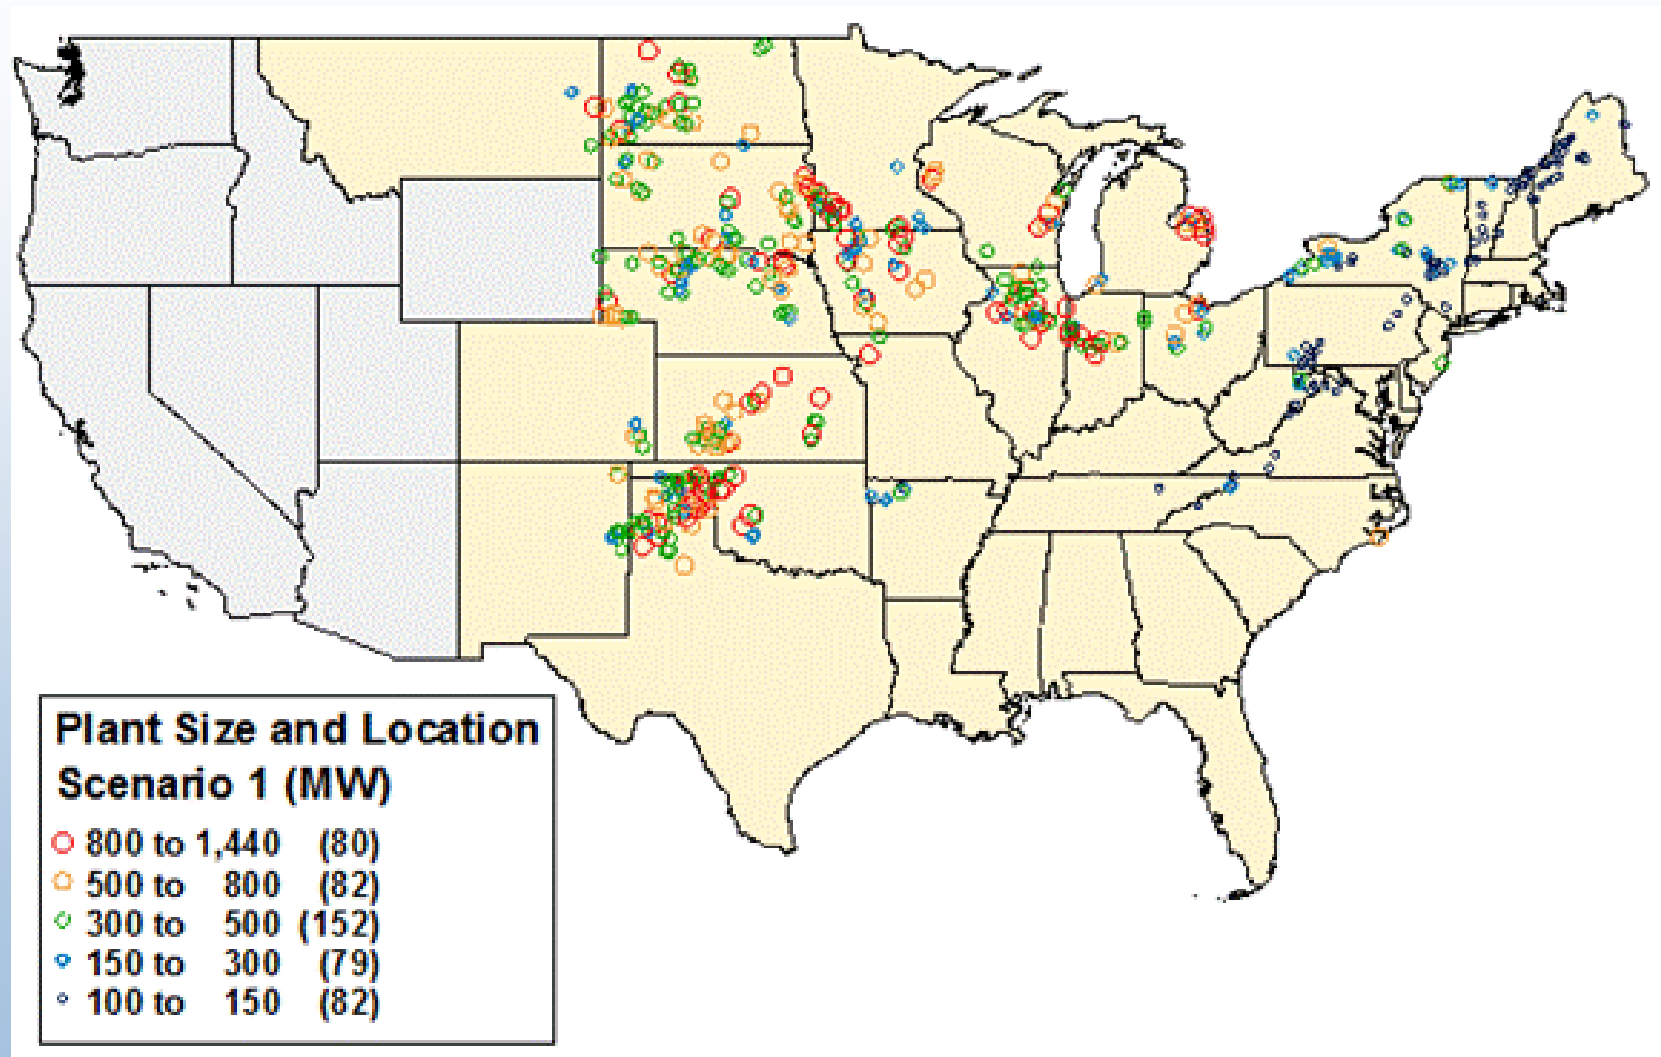 Plant Size and Location
Scenario 1 (MW)
800 to 1,440 (80)
500 to 800 (82)
300 to 500 (152)
150 to 300 (79)
100 to 150 (82)